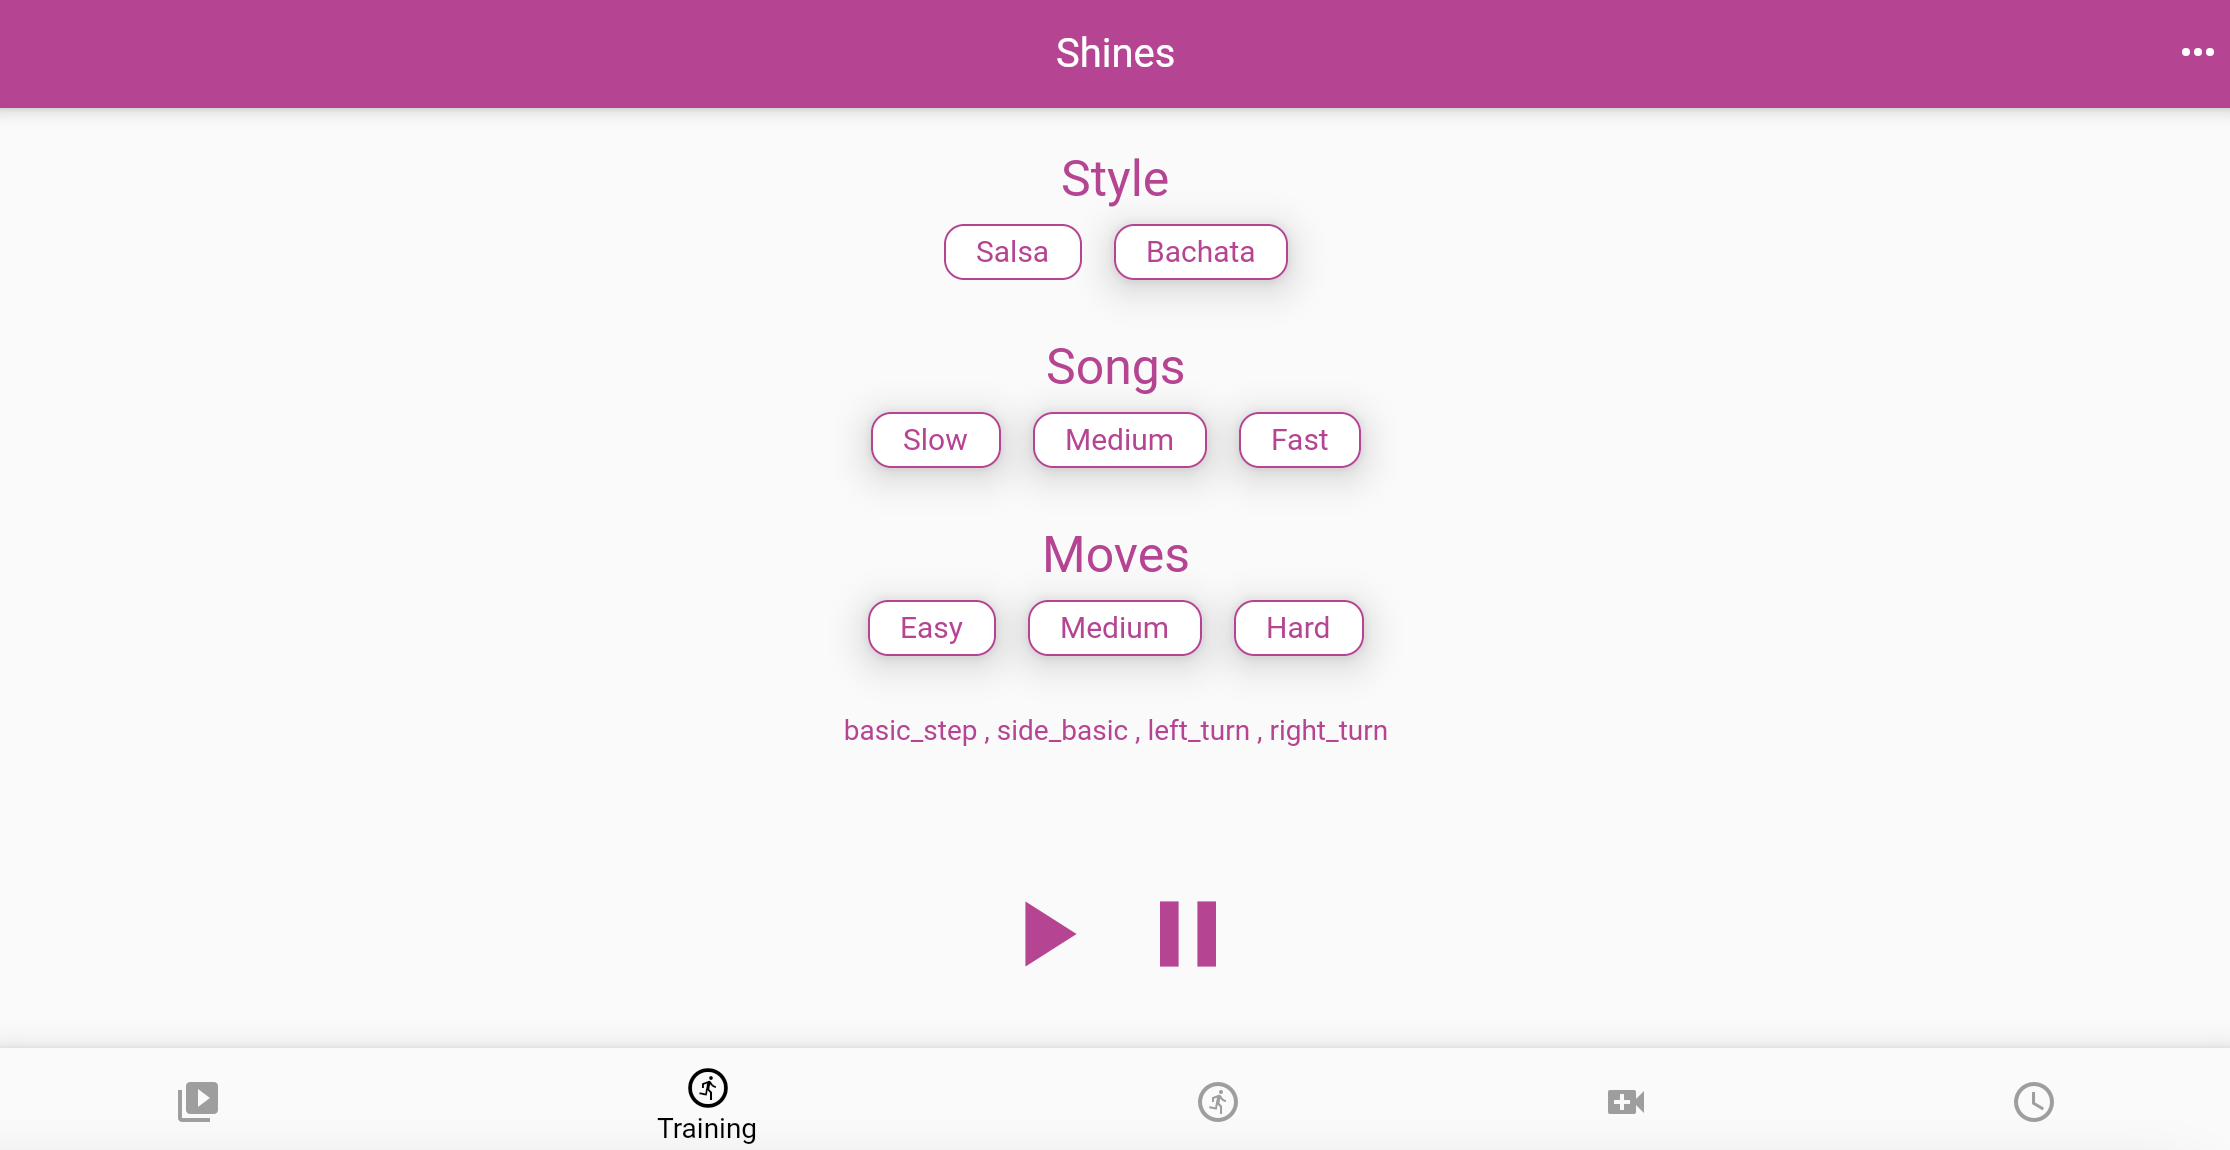 Shines
Style
Salsa Bachata
Songs
Slow Medium Fast
Moves
Easy Medium Hard
basic_step , side_basic , left_turn , right_turn
Training